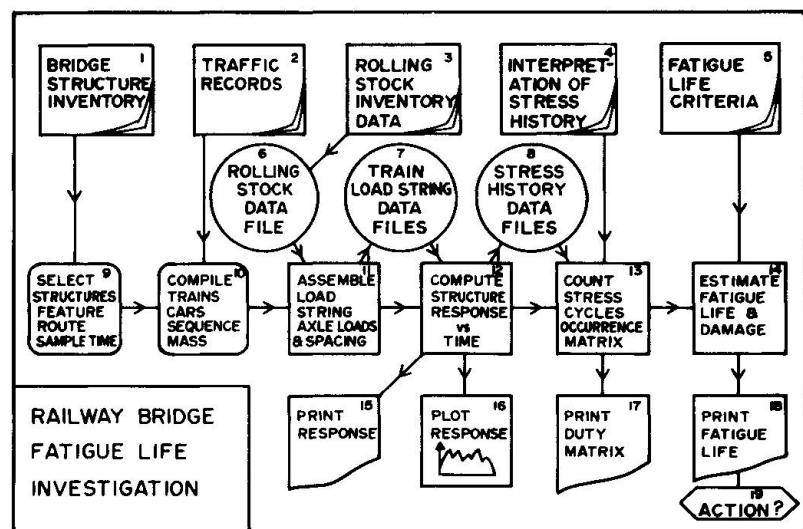 1
BRIDGE
STRUCTURE
INVENTORY
2
TRAFFIC
RECORDS
3
ROLLING
STOCK
INVENTORY
DATA
4
INTERPRET-
ATION OF
STRESS
HISTORY
5
FATIGUE
LIFE
CRITERIA
6
ROLLING
STOCK
DATA
FILE
7
TRAIN
LOAD STRING
DATA
FILES
8
STRESS
HISTORY
DATA
FILES
9
SELECT
STRUCTURES
FEATURE
ROUTE
SAMPLE TIME
10
COMPILE
TRAINS
CARS
SEQUENCE
MASS
11
ASSEMBLE
LOAD
STRING
AXLE LOADS
& SPACING
12
COMPUTE
STRUCTURE
RESPONSE
vs
TIME
13
COUNT
STRESS
CYCLES
OCCURRENCE
MATRIX
14
ESTIMATE
FATIGUE
LIFE &
DAMAGE
15
PRINT
RESPONSE
16
PLOT
RESPONSE
17
PRINT
DUTY
MATRIX
18
PRINT
FATIGUE
LIFE
19
ACTION?
RAILWAY BRIDGE
FATIGUE LIFE
INVESTIGATION